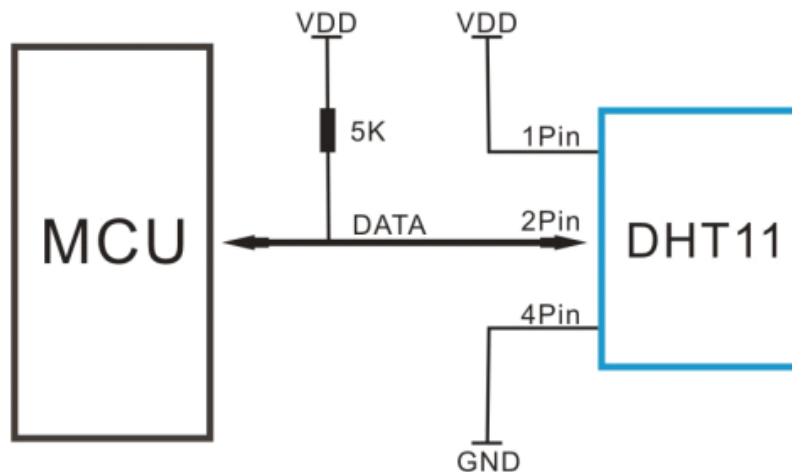 VDD
VDD
5K
1Pin
MCU
DATA
2Pin
DHT11
4Pin
GND